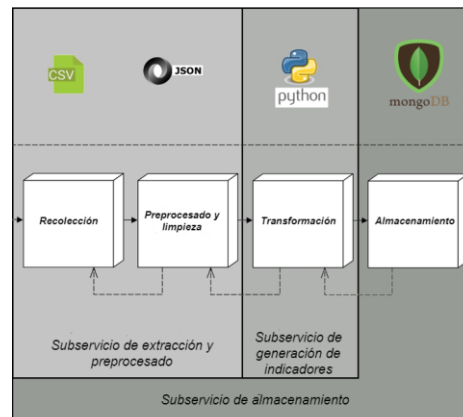 CSV
JSON
python
mongoDB
Recolección
Preprocesado y
limpieza
Transformación
Almacenamiento
Subservicio de extracción y
preprocesado
Subservicio de
generación de
indicadores
Subservicio de almacenamiento